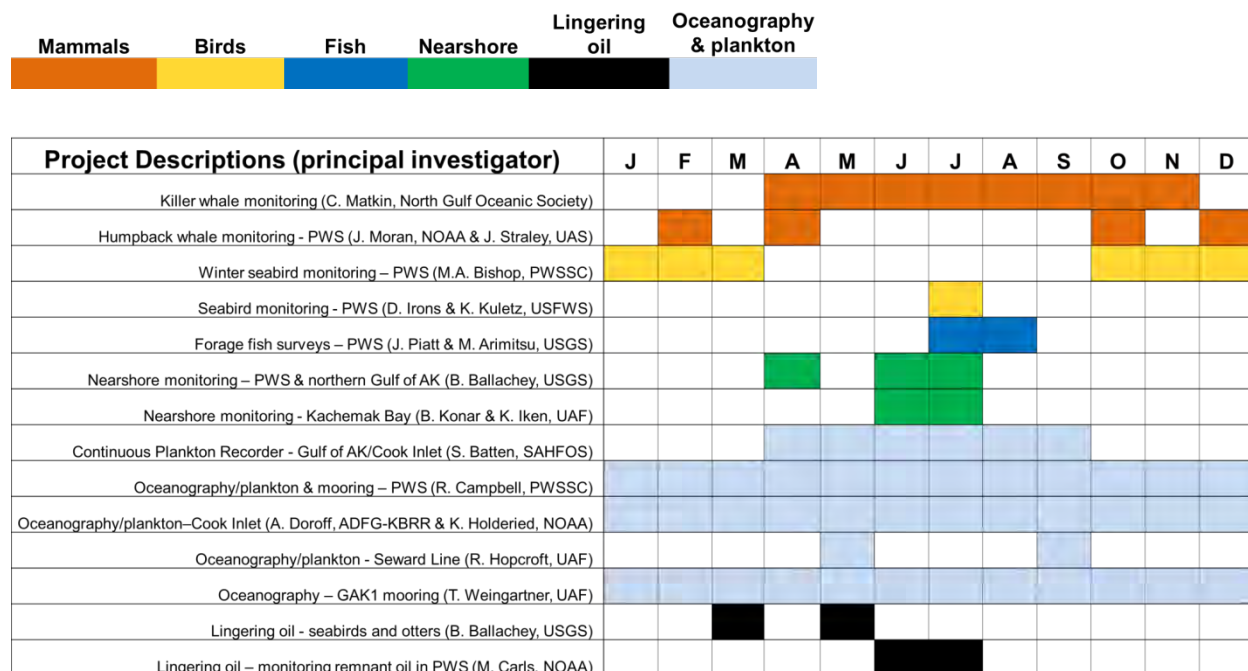 Mammals Birds Fish Nearshore Lingering oil Oceanography & plankton
Project Descriptions (principal investigator) J F M A M J J A S O N D
Killer whale monitoring (C. Matkin, North Gulf Oceanic Society)
Humpback whale monitoring - PWS (J. Moran, NOAA & J. Straley, UAS)
Winter seabird monitoring – PWS (M.A. Bishop, PWSSC)
Seabird monitoring - PWS (D. Irons & K. Kuletz, USFWS)
Forage fish surveys – PWS (J. Piatt & M. Arimitsu, USGS)
Nearshore monitoring – PWS & northern Gulf of AK (B. Ballachey, USGS)
Nearshore monitoring - Kachemak Bay (B. Konar & K. Iken, UAF)
Continuous Plankton Recorder - Gulf of AK/Cook Inlet (S. Batten, SAHFOS)
Oceanography/plankton & mooring – PWS (R. Campbell, PWSSC)
Oceanography/plankton–Cook Inlet (A. Doroff, ADFG-KBRR & K. Holderied, NOAA)
Oceanography/plankton - Seward Line (R. Hopcroft, UAF)
Oceanography – GAK1 mooring (T. Weingartner, UAF)
Lingering oil - seabirds and otters (B. Ballachey, USGS)
Lingering oil – monitoring remnant oil in PWS (M. Carls, NOAA)